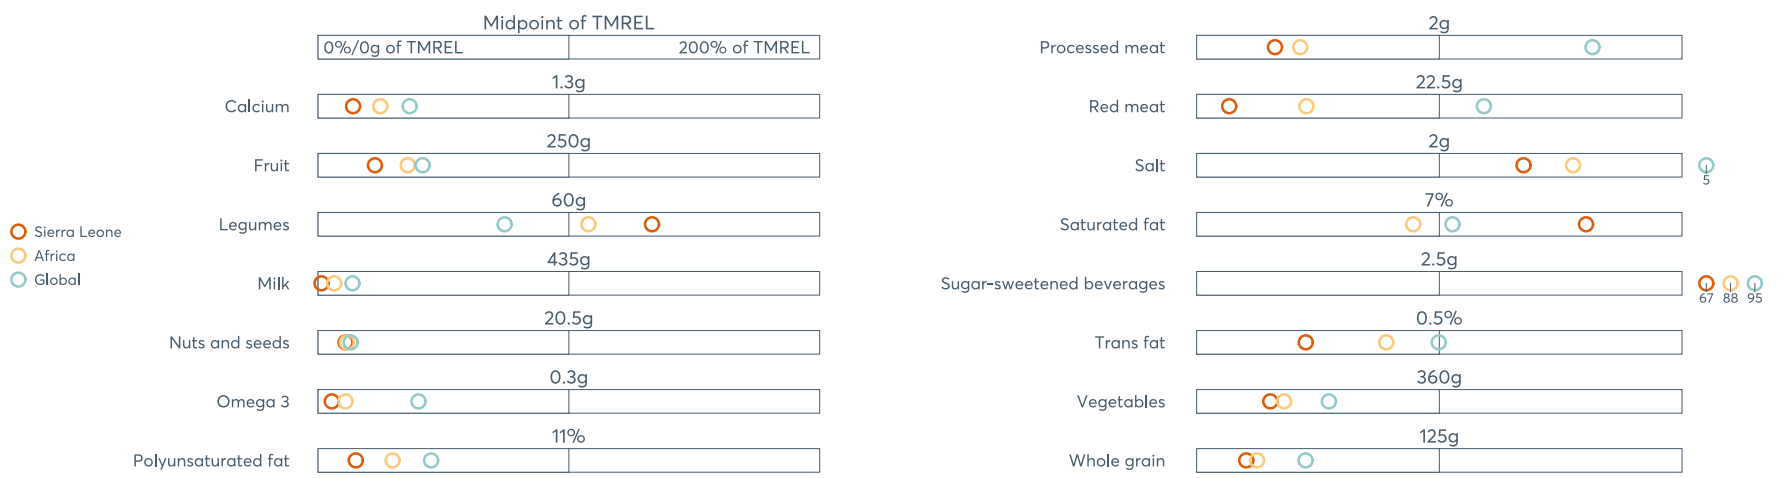 Midpoint of TMREL
0%/0g of TMREL 200% of TMREL
1.3g
Calcium
250g
Fruit
60g
Legumes
435g
Milk
20.5g
Nuts and seeds
0.3g
Omega 3
11%
Polyunsaturated fat
Sierra Leone
Africa
Global
2g
Processed meat
22.5g
Red meat
2g
Salt
5
7%
Saturated fat
2.5g
Sugar-sweetened beverages
67 88 95
0.5%
Trans fat
360g
Vegetables
125g
Whole grain